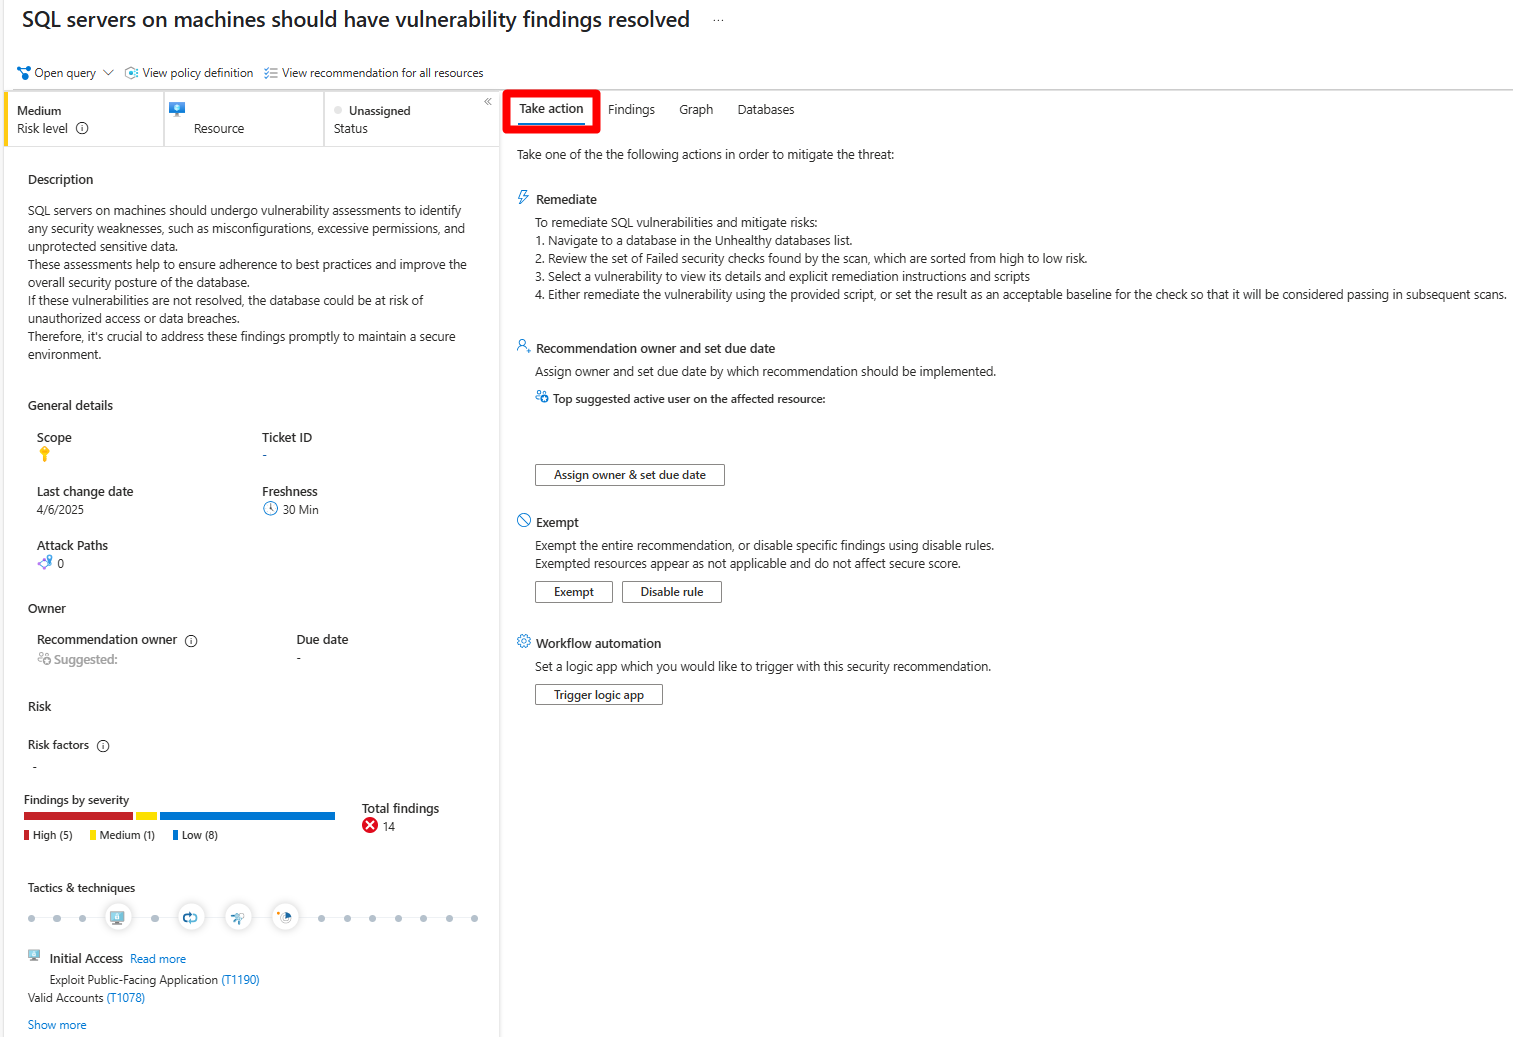 SQL servers on machines should have vulnerability findings resolved ...
Open query
View policy definition
View recommendation for all resources
Medium
Risk level
Resource
Unassigned
Status
Description
SQL servers on machines should undergo vulnerability assessments to identify
any security weaknesses, such as misconfigurations, excessive permissions, and
unprotected sensitive data.
These assessments help to ensure adherence to best practices and improve the
overall security posture of the database.
If these vulnerabilities are not resolved, the database could be at risk of
unauthorized access or data breaches.
Therefore, it's crucial to address these findings promptly to maintain a secure
environment.
General details
Scope
Ticket ID
-
Last change date
4/6/2025
Freshness
30 Min
Attack Paths
0
Owner
Recommendation owner
Suggested:
Due date
-
Risk
Risk factors
-
Findings by severity
High (5)
Medium (1)
Low (8)
Total findings
14
Tactics & techniques
Initial Access Read more
Exploit Public-Facing Application (T1190)
Valid Accounts (T1078)
Show more
Take action
Findings
Graph
Databases
Take one of the the following actions in order to mitigate the threat:
Remediate
To remediate SQL vulnerabilities and mitigate risks:
1. Navigate to a database in the Unhealthy databases list.
2. Review the set of Failed security checks found by the scan, which are sorted from high to low risk.
3. Select a vulnerability to view its details and explicit remediation instructions and scripts
4. Either remediate the vulnerability using the provided script, or set the result as an acceptable baseline for the check so that it will be considered passing in subsequent scans.
Recommendation owner and set due date
Assign owner and set due date by which recommendation should be implemented.
Top suggested active user on the affected resource:
Assign owner & set due date
Exempt
Exempt the entire recommendation, or disable specific findings using disable rules.
Exempted resources appear as not applicable and do not affect secure score.
Exempt
Disable rule
Workflow automation
Set a logic app which you would like to trigger with this security recommendation.
Trigger logic app